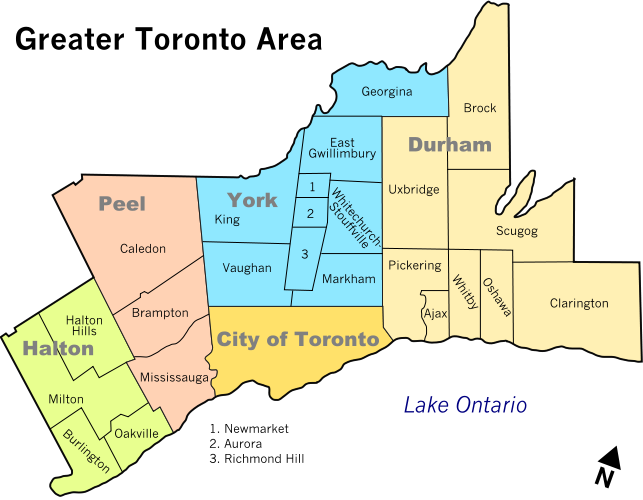 Greater Toronto Area
Georgina
Brock
East
Gwillimbury
Durham
1
Uxbridge
Peel
York
Whitechurch-
Stouffville
2
King
Scugog
Caledon
3
Vaughan
Pickering
Markham
Whitby
Oshawa
Clarington
Brampton
Ajax
Halton
Hills
Halton
City of Toronto
Mississauga
Milton
Lake Ontario
Oakville
Burlington
1. Newmarket
2. Aurora
3. Richmond Hill
N